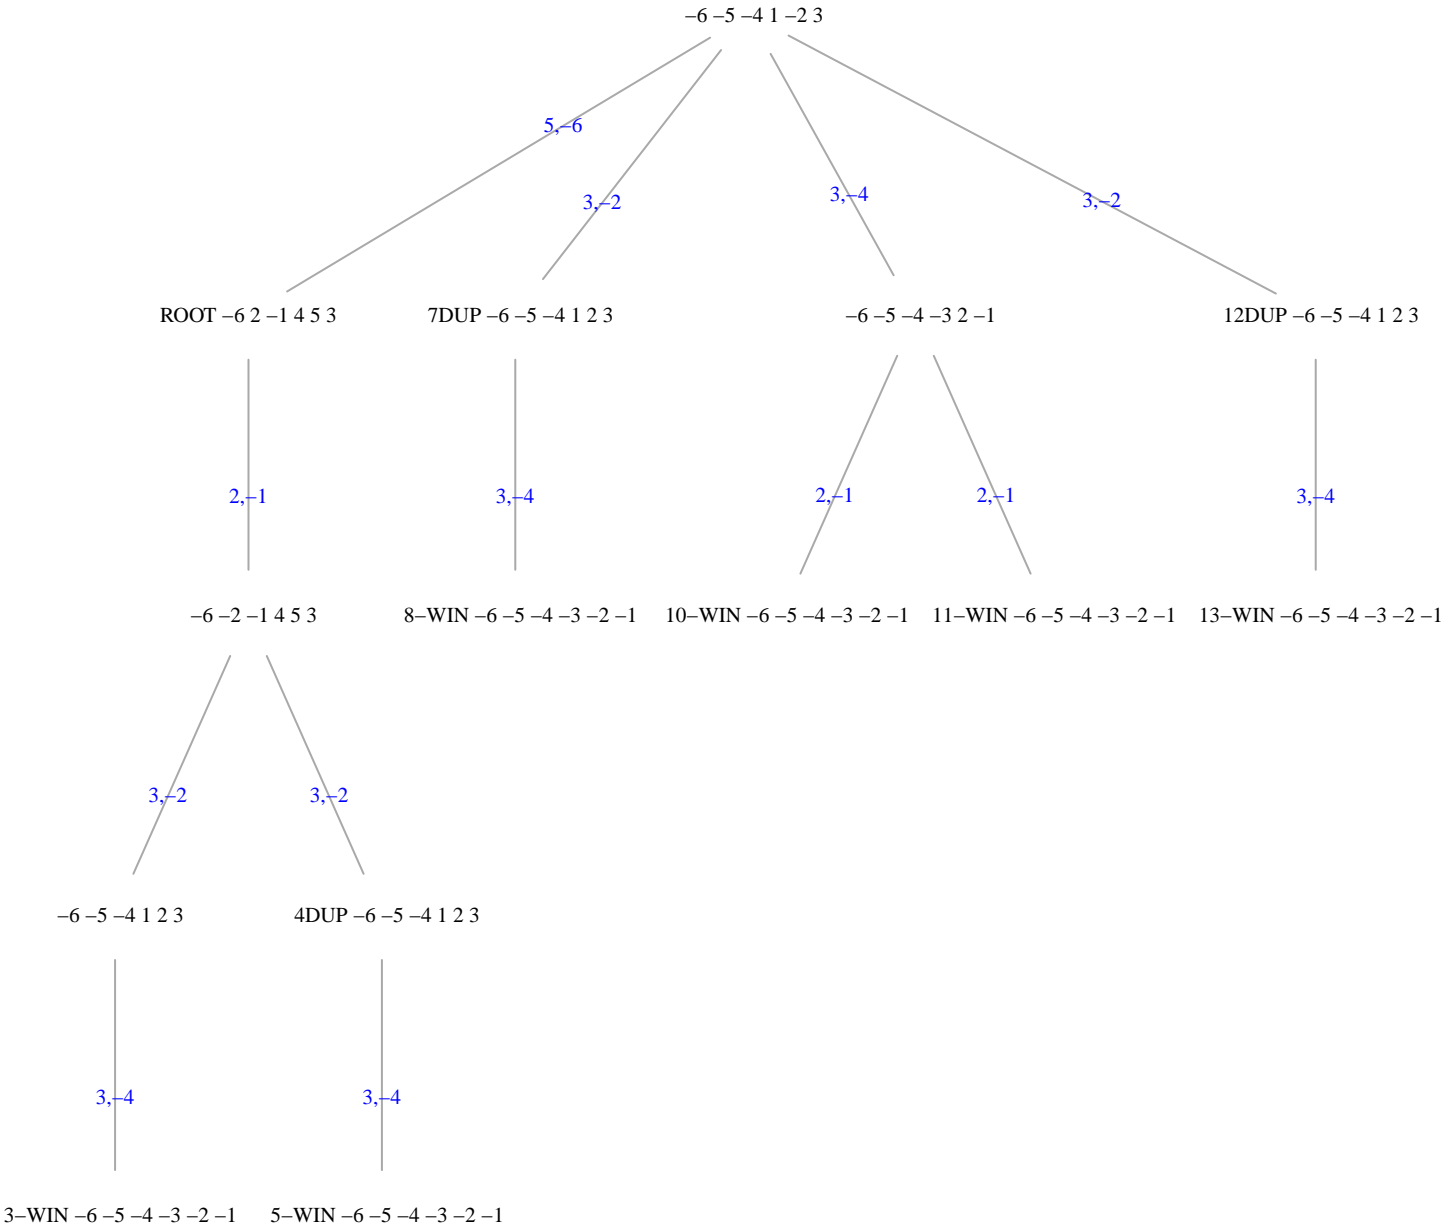 –6 –5 –4 1 –2 3
5,–6
3,–4
3,–2
3,–2
ROOT –6 2 –1 4 5 3
7DUP –6 –5 –4 1 2 3
–6 –5 –4 –3 2 –1
12DUP –6 –5 –4 1 2 3
2,–1
3,–4
2,–1
2,–1
3,–4
–6 –2 –1 4 5 3
8–WIN –6 –5 –4 –3 –2 –1
10–WIN –6 –5 –4 –3 –2 –1
11–WIN –6 –5 –4 –3 –2 –1
13–WIN –6 –5 –4 –3 –2 –1
3,–2
3,–2
–6 –5 –4 1 2 3
4DUP –6 –5 –4 1 2 3
3,–4
3,–4
3–WIN –6 –5 –4 –3 –2 –1
5–WIN –6 –5 –4 –3 –2 –1